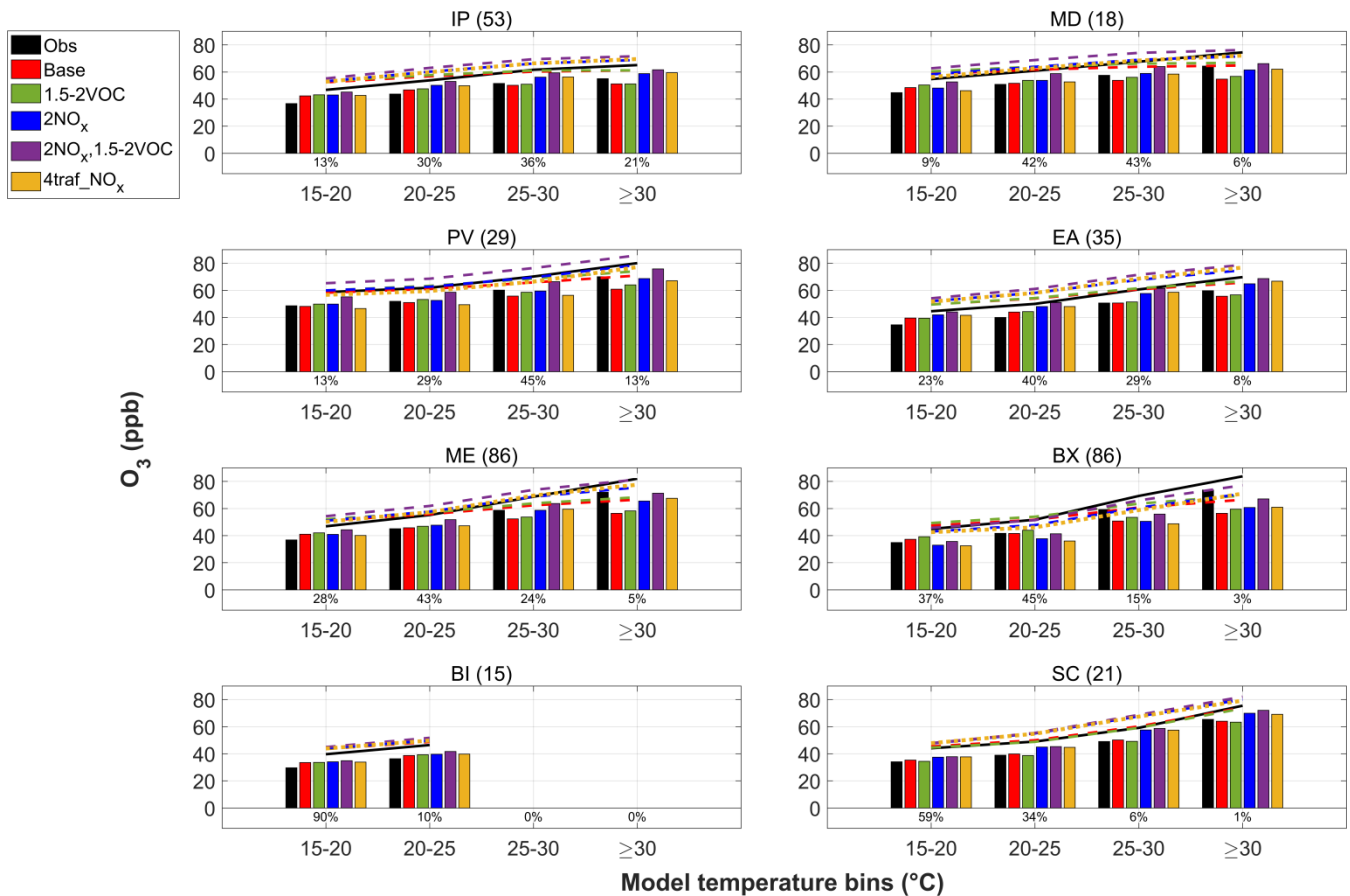 Obs
Base
1.5-2VOC
2NOₓ
2NOₓ,1.5-2VOC
4traf_NOₓ
IP (53)
80
60
40
20
0
13% 30% 36% 21%
15-20 20-25 25-30 ≥30
MD (18)
80
60
40
20
0
9% 42% 43% 6%
15-20 20-25 25-30 ≥30
PV (29)
80
60
40
20
0
13% 29% 45% 13%
15-20 20-25 25-30 ≥30
EA (35)
80
60
40
20
0
23% 40% 29% 8%
15-20 20-25 25-30 ≥30
O₃ (ppb)
ME (86)
80
60
40
20
0
28% 43% 24% 5%
15-20 20-25 25-30 ≥30
BX (86)
80
60
40
20
0
37% 45% 15% 3%
15-20 20-25 25-30 ≥30
BI (15)
80
60
40
20
0
90% 10% 0% 0%
15-20 20-25 25-30 ≥30
SC (21)
80
60
40
20
0
59% 34% 6% 1%
15-20 20-25 25-30 ≥30
Model temperature bins (°C)